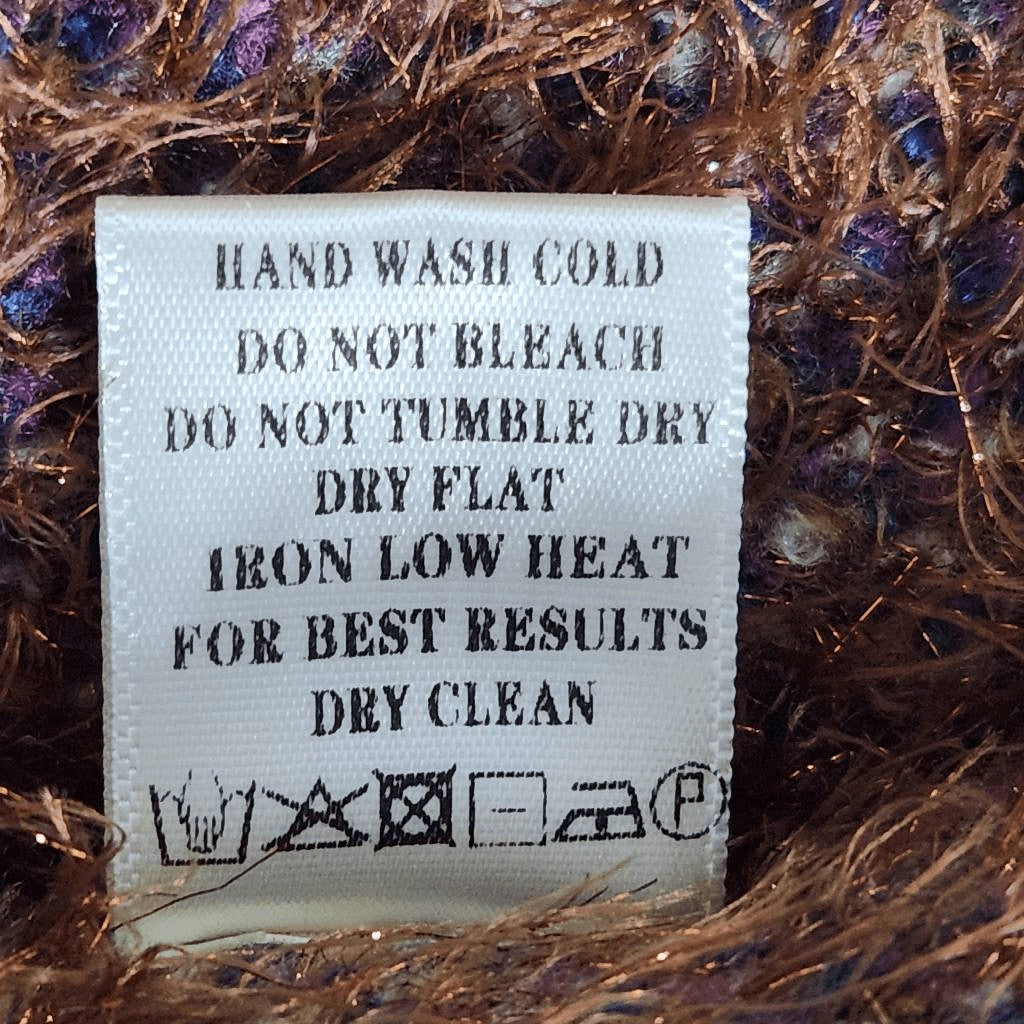 HAND WASH COLD
DO NOT BLEACH
DO NOT TUMBLE DRY
DRY FLAT
IRON LOW HEAT
FOR BEST RESULTS
DRY CLEAN
P